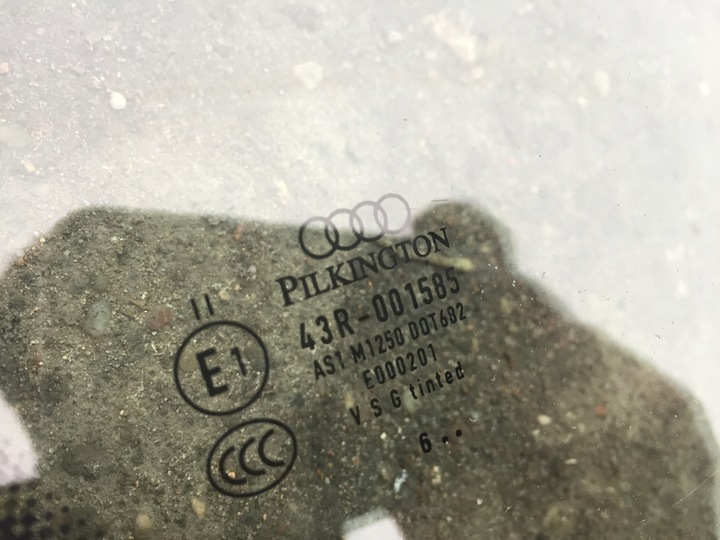 PILKINGTON
II
43R-001585
E1
AS1 M1250 DOT682
E000201
V S G tinted
CCC
6 ••